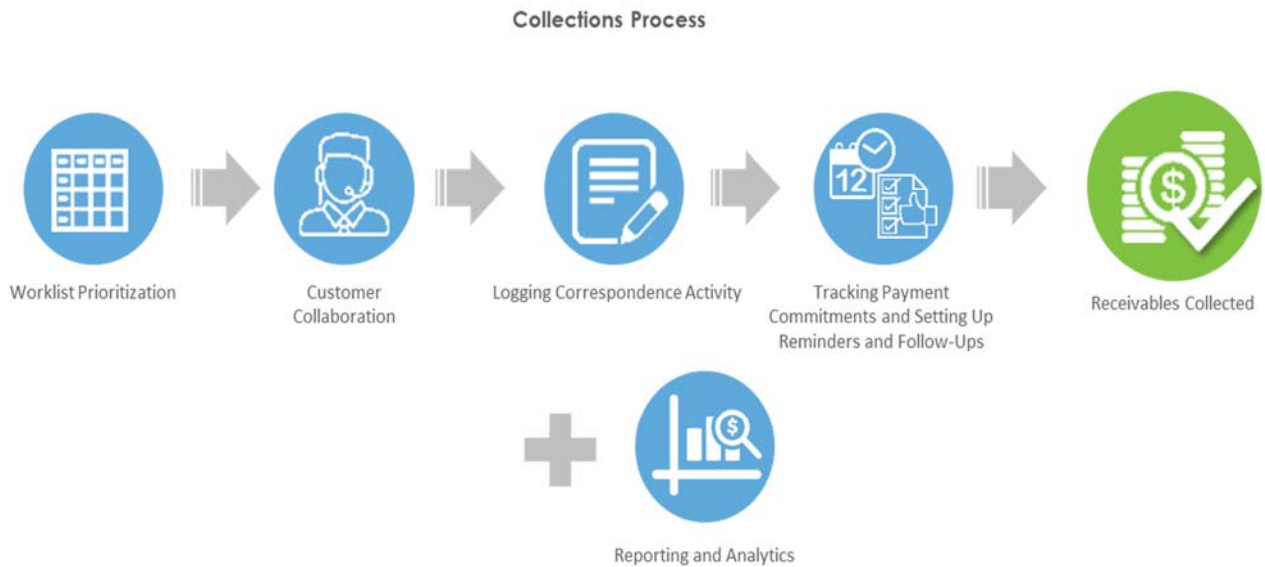 Collections Process
12
Worklist Prioritization
Customer
Collaboration
Logging Correspondence Activity
Tracking Payment
Commitments and Setting Up
Reminders and Follow-Ups
$
Receivables Collected
$
Reporting and Analytics